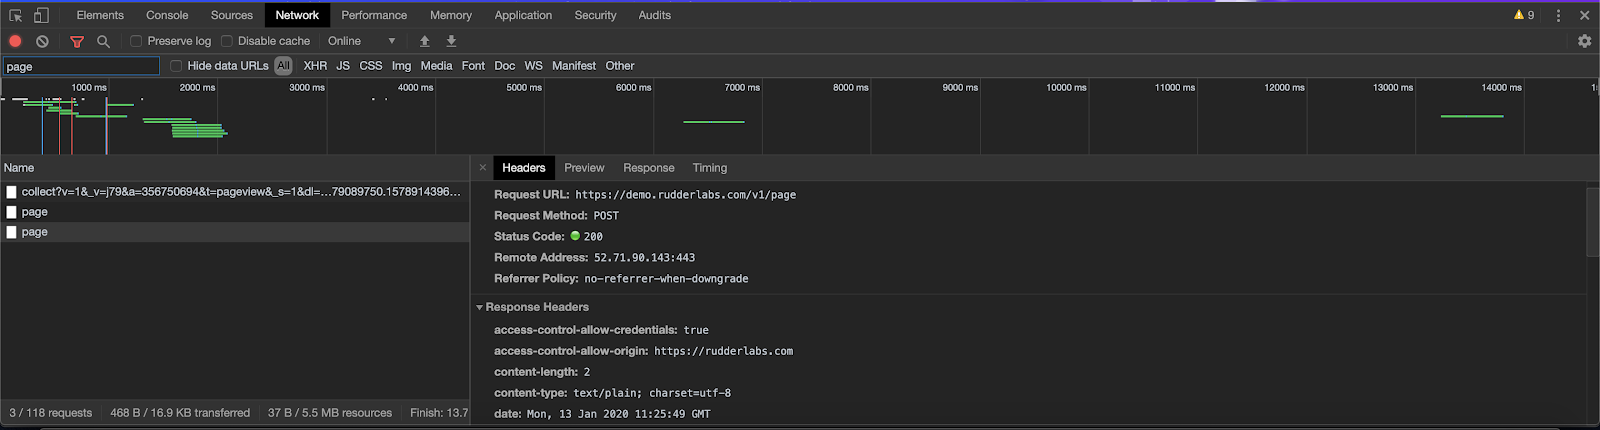 Elements Console Sources Network Performance Memory Application Security Audits 9
Preserve log Disable cache Online
page Hide data URLs All XHR JS CSS Img Media Font Doc WS Manifest Other
1000 ms 2000 ms 3000 ms 4000 ms 5000 ms 6000 ms 7000 ms 8000 ms 9000 ms 10000 ms 11000 ms 12000 ms 13000 ms 14000 ms
Name
collect?v=1&_v=j79&a=356750694&t=pageview&_s=1&dl=…79089750.1578914396…
page
page
3 / 118 requests 468 B / 16.9 KB transferred 37 B / 5.5 MB resources Finish: 13.7
Headers Preview Response Timing
Request URL: https://demo.rudderlabs.com/v1/page
Request Method: POST
Status Code: 200
Remote Address: 52.71.90.143:443
Referrer Policy: no-referrer-when-downgrade
Response Headers
access-control-allow-credentials: true
access-control-allow-origin: https://rudderlabs.com
content-length: 2
content-type: text/plain; charset=utf-8
date: Mon, 13 Jan 2020 11:25:49 GMT